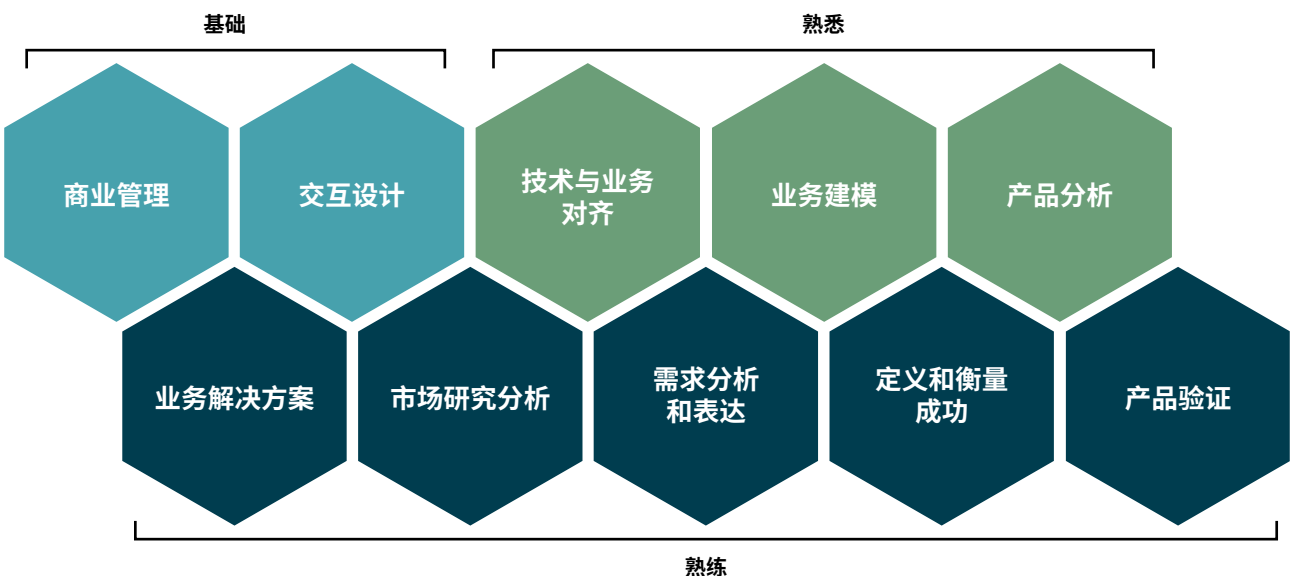 基础
熟悉
商业管理
交互设计
技术与业务
对齐
业务建模
产品分析
业务解决方案
市场研究分析
需求分析
和表达
定义和衡量
成功
产品验证
熟练